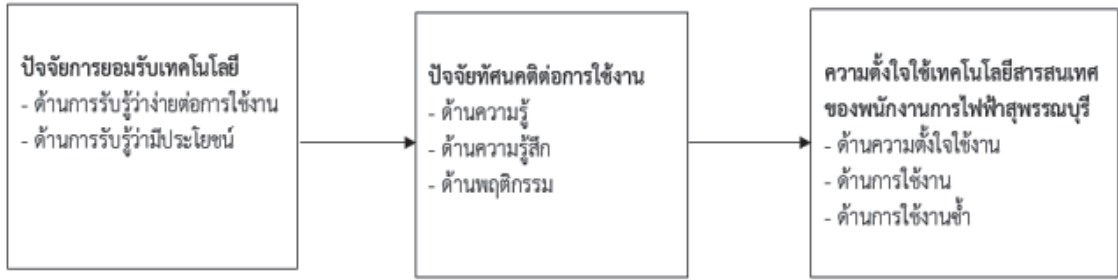 ปัจจัยการยอมรับเทคโนโลยี
- ด้านการรับรู้ว่าง่ายต่อการใช้งาน
- ด้านการรับรู้ว่ามีประโยชน์
ปัจจัยทัศนคติต่อการใช้งาน
- ด้านความรู้
- ด้านความรู้สึก
- ด้านพฤติกรรม
ความตั้งใจใช้เทคโนโลยีสารสนเทศ
ของพนักงานการไฟฟ้าสุพรรณบุรี
- ด้านความตั้งใจใช้งาน
- ด้านการใช้งาน
- ด้านการใช้งานซ้ำ